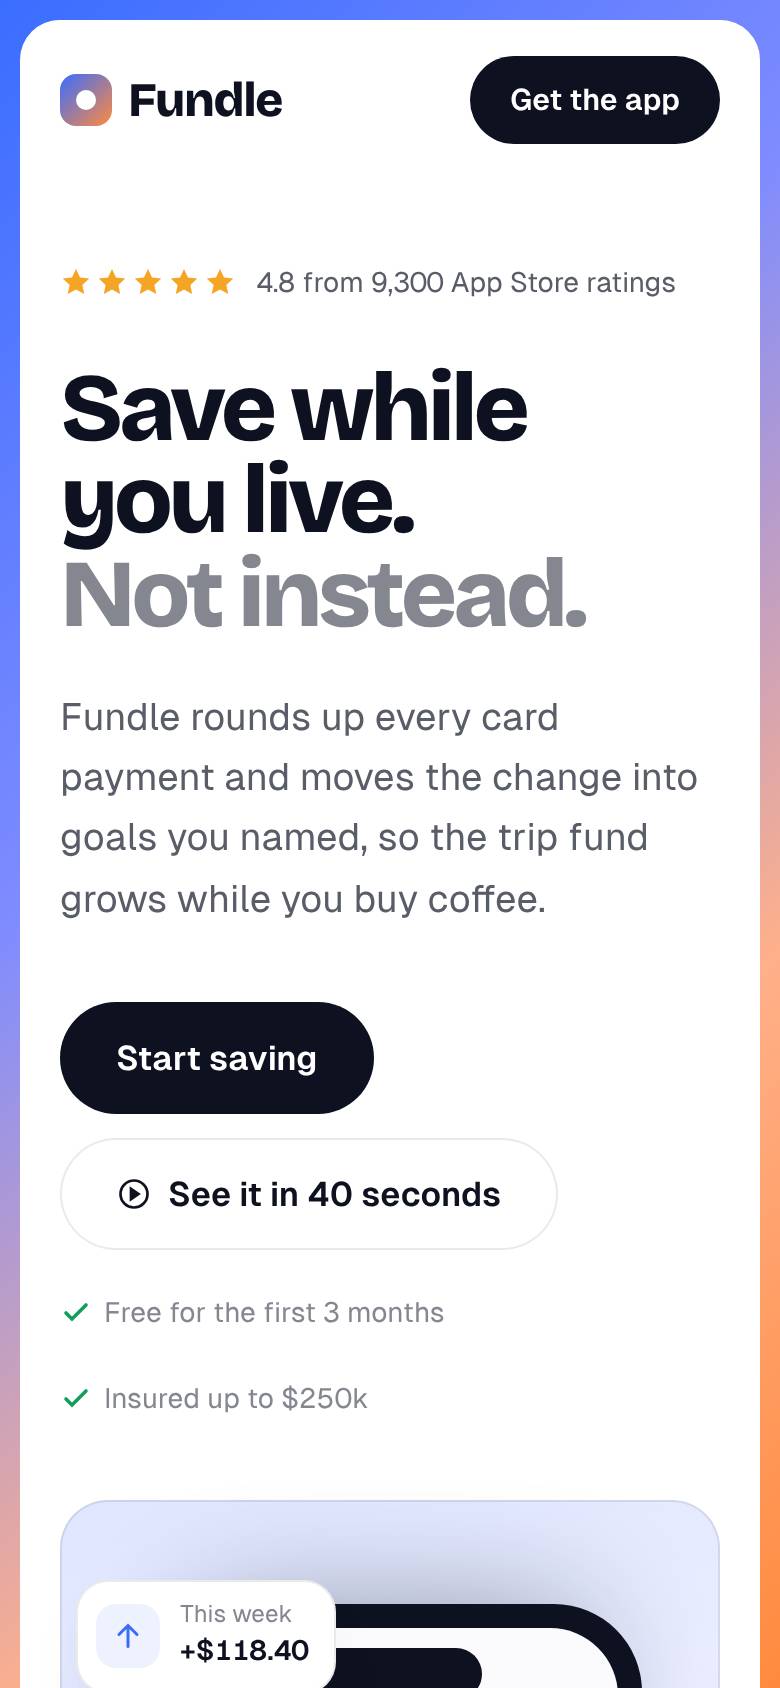 Fundle
Get the app
4.8 from 9,300 App Store ratings
Save while
you live.
Not instead.
Fundle rounds up every card
payment and moves the change into
goals you named, so the trip fund
grows while you buy coffee.
Start saving
See it in 40 seconds
Free for the first 3 months
Insured up to $250k
This week
+$118.40